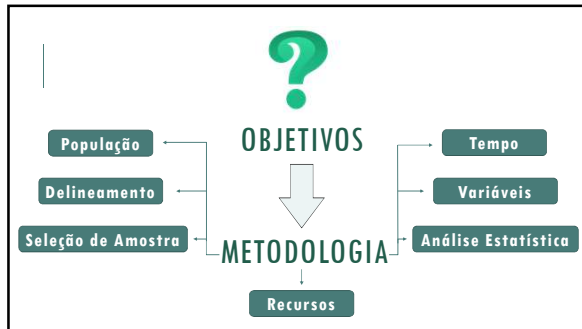 ?
OBJETIVOS
População
Tempo
Delineamento
Variáveis
Seleção de Amostra
METODOLOGIA
Análise Estatística
Recursos